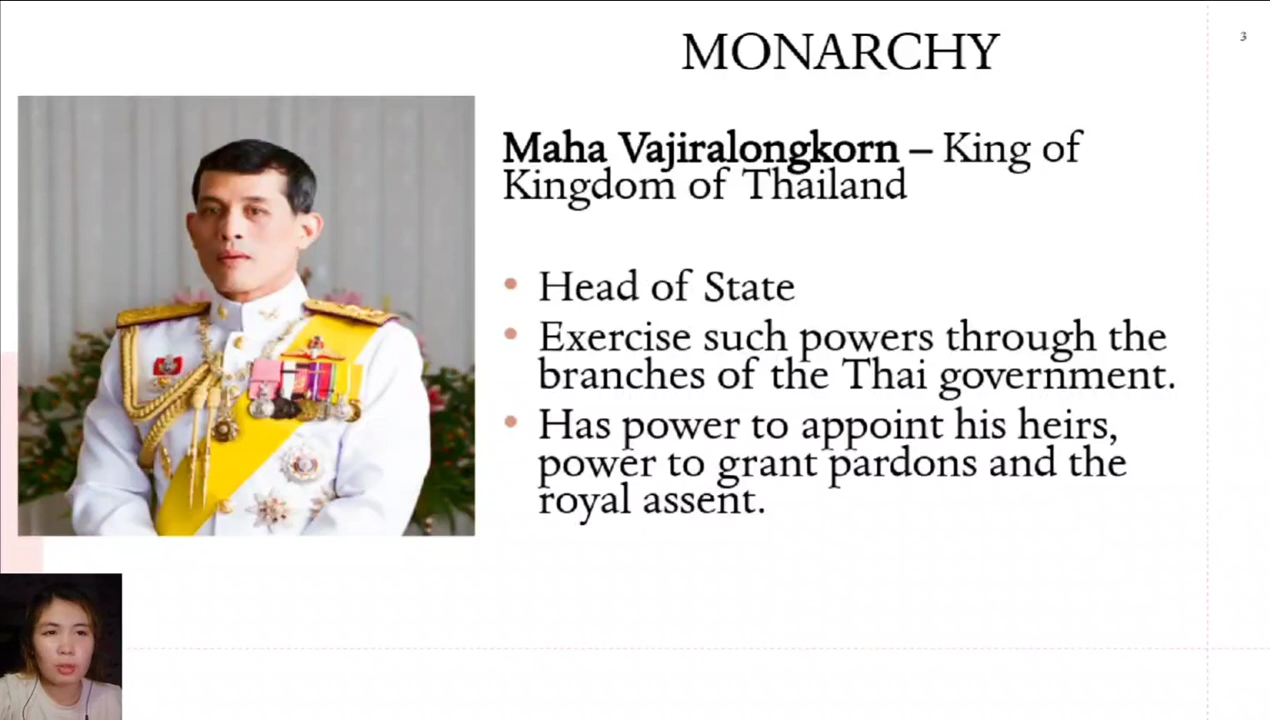 MONARCHY
3
Maha Vajiralongkorn – King of
Kingdom of Thailand
• Head of State
• Exercise such powers through the
branches of the Thai government.
• Has power to appoint his heirs,
power to grant pardons and the
royal assent.